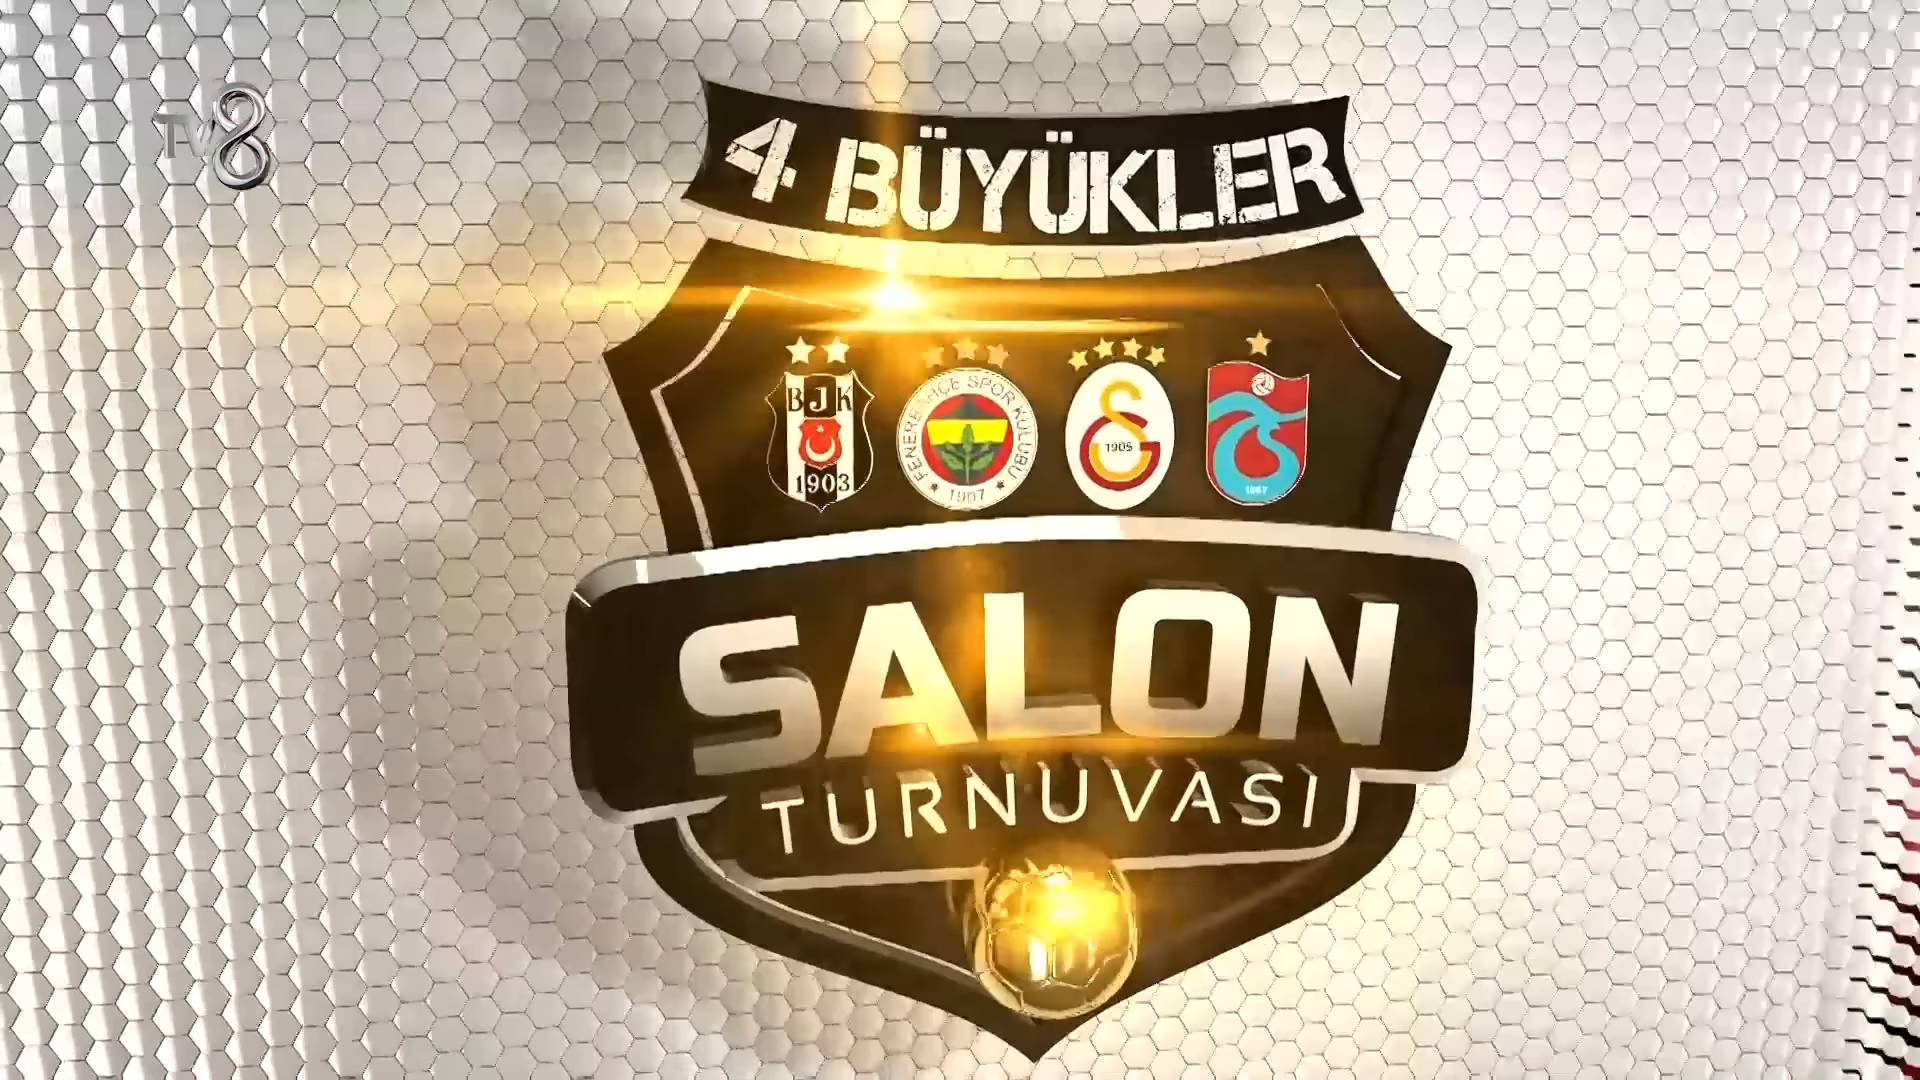 TV8
4 BÜYÜKLER
BJK
1903
FENERBAHÇE SPOR KULÜBÜ
1907
1905
1967
SALON
TURNUVASI